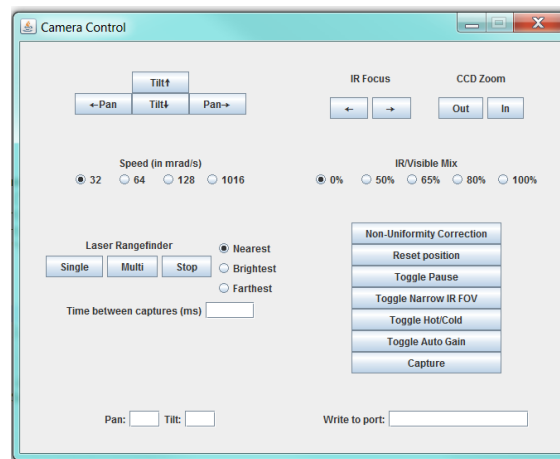 Camera Control
Tilt↑
←Pan Tilt↓ Pan→
IR Focus
← →
CCD Zoom
Out In
Speed (in mrad/s)
32 64 128 1016
IR/Visible Mix
0% 50% 65% 80% 100%
Laser Rangefinder
Single Multi Stop
Nearest
Brightest
Farthest
Time between captures (ms)
Non-Uniformity Correction
Reset position
Toggle Pause
Toggle Narrow IR FOV
Toggle Hot/Cold
Toggle Auto Gain
Capture
Pan: Tilt:
Write to port: